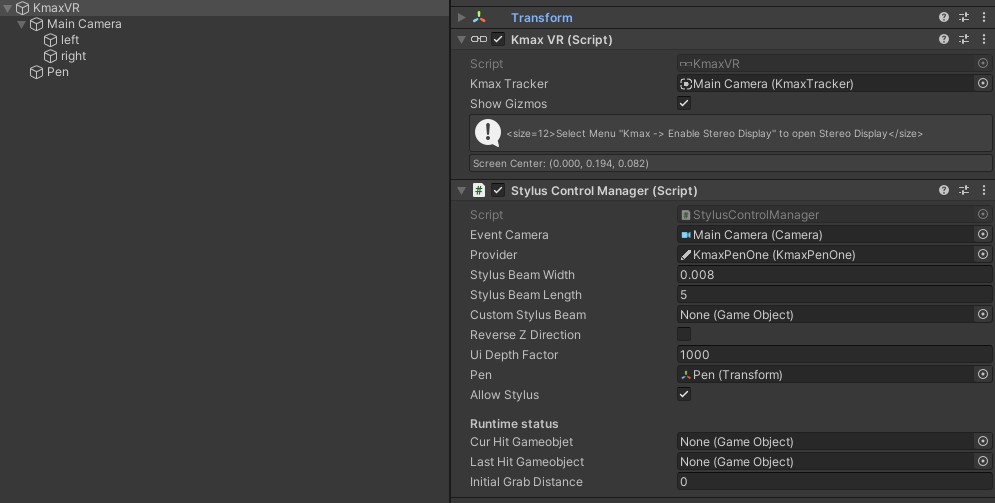 KmaxVR
Main Camera
left
right
Pen
Transform
Kmax VR (Script)
Script KmaxVR
Kmax Tracker Main Camera (KmaxTracker)
Show Gizmos
<size=12>Select Menu "Kmax -> Enable Stereo Display" to open Stereo Display</size>
Screen Center: (0.000, 0.194, 0.082)
Stylus Control Manager (Script)
Script StylusControlManager
Event Camera Main Camera (Camera)
Provider KmaxPenOne (KmaxPenOne)
Stylus Beam Width 0.008
Stylus Beam Length 5
Custom Stylus Beam None (Game Object)
Reverse Z Direction
Ui Depth Factor 1000
Pen Pen (Transform)
Allow Stylus
Runtime status
Cur Hit Gameobjet None (Game Object)
Last Hit Gameobject None (Game Object)
Initial Grab Distance 0